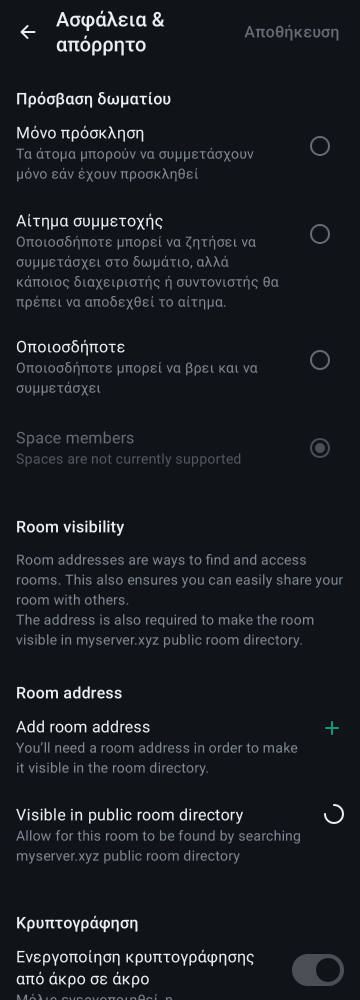 Ασφάλεια &
απόρρητο
Αποθήκευση
Πρόσβαση δωματίου
Μόνο πρόσκληση
Τα άτομα μπορούν να συμμετάσχουν
μόνο εάν έχουν προσκληθεί
Αίτημα συμμετοχής
Οποιοσδήποτε μπορεί να ζητήσει να
συμμετάσχει στο δωμάτιο, αλλά
κάποιος διαχειριστής ή συντονιστής θα
πρέπει να αποδεχθεί το αίτημα.
Οποιοσδήποτε
Οποιοσδήποτε μπορεί να βρει και να
συμμετάσχει
Space members
Spaces are not currently supported
Room visibility
Room addresses are ways to find and access
rooms. This also ensures you can easily share your
room with others.
The address is also required to make the room
visible in myserver.xyz public room directory.
Room address
Add room address
You’ll need a room address in order to make
it visible in the room directory.
Visible in public room directory
Allow for this room to be found by searching
myserver.xyz public room directory
Κρυπτογράφηση
Ενεργοποίηση κρυπτογράφησης
από άκρο σε άκρο
Μόλις ενεργοποιηθεί, η